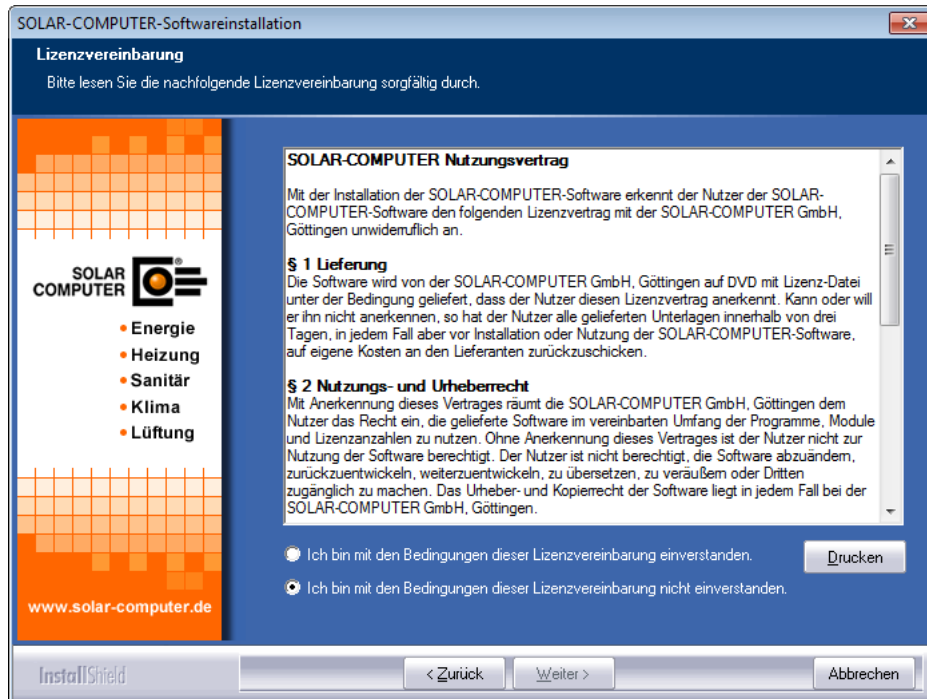 SOLAR-COMPUTER-Softwareinstallation
Lizenzvereinbarung
Bitte lesen Sie die nachfolgende Lizenzvereinbarung sorgfältig durch.
SOLAR
COMPUTER
®
• Energie
• Heizung
• Sanitär
• Klima
• Lüftung
www.solar-computer.de
SOLAR-COMPUTER Nutzungsvertrag
Mit der Installation der SOLAR-COMPUTER-Software erkennt der Nutzer der SOLAR-
COMPUTER-Software den folgenden Lizenzvertrag mit der SOLAR-COMPUTER GmbH,
Göttingen unwiderruflich an.
§ 1 Lieferung
Die Software wird von der SOLAR-COMPUTER GmbH, Göttingen auf DVD mit Lizenz-Datei
unter der Bedingung geliefert, dass der Nutzer diesen Lizenzvertrag anerkennt. Kann oder will
er ihn nicht anerkennen, so hat der Nutzer alle gelieferten Unterlagen innerhalb von drei
Tagen, in jedem Fall aber vor Installation oder Nutzung der SOLAR-COMPUTER-Software,
auf eigene Kosten an den Lieferanten zurückzuschicken.
§ 2 Nutzungs- und Urheberrecht
Mit Anerkennung dieses Vertrages räumt die SOLAR-COMPUTER GmbH, Göttingen dem
Nutzer das Recht ein, die gelieferte Software im vereinbarten Umfang der Programme, Module
und Lizenzanzahlen zu nutzen. Ohne Anerkennung dieses Vertrages ist der Nutzer nicht zur
Nutzung der Software berechtigt. Der Nutzer ist nicht berechtigt, die Software abzuändern,
zurückzuentwickeln, weiterzuentwickeln, zu übersetzen, zu veräußern oder Dritten
zugänglich zu machen. Das Urheber- und Kopierrecht der Software liegt in jedem Fall bei der
SOLAR-COMPUTER GmbH, Göttingen.
Ich bin mit den Bedingungen dieser Lizenzvereinbarung einverstanden.
Drucken
Ich bin mit den Bedingungen dieser Lizenzvereinbarung nicht einverstanden.
InstallShield
< Zurück
Weiter >
Abbrechen